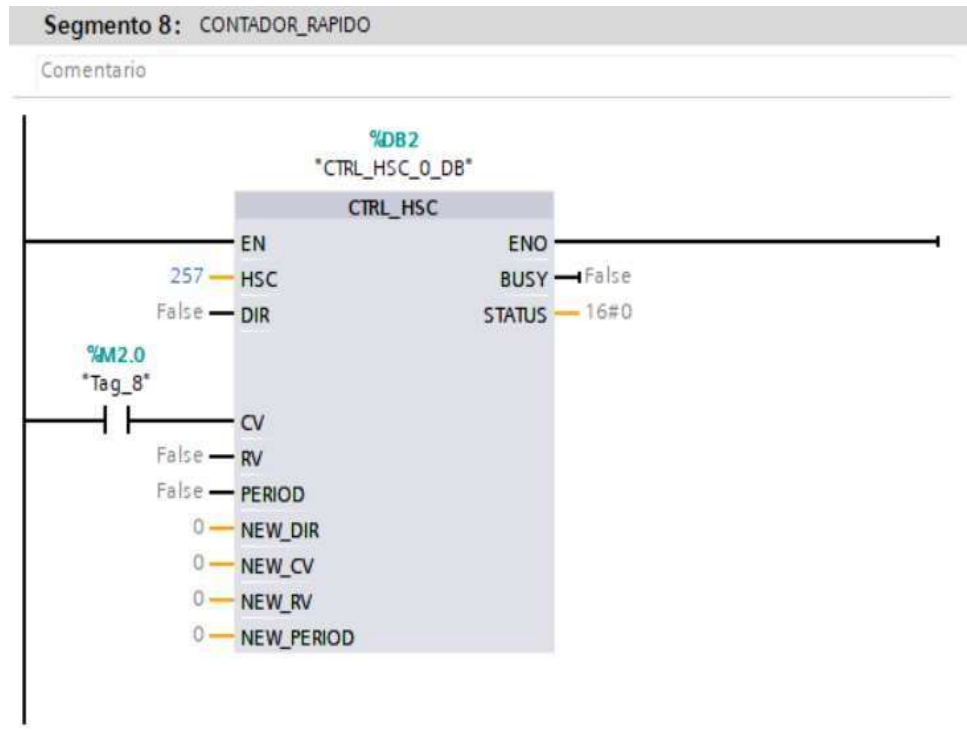 Segmento 8: CONTADOR_RAPIDO
Comentario
%DB2
"CTRL_HSC_0_DB"
CTRL_HSC
EN ENO
257 HSC BUSY False
False DIR STATUS 16#0
%M2.0
"Tag_8"
CV
False RV
False PERIOD
0 NEW_DIR
0 NEW_CV
0 NEW_RV
0 NEW_PERIOD